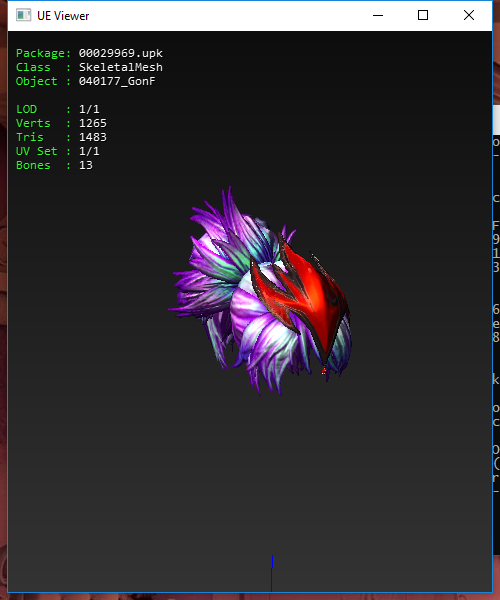 UE Viewer
Package: 00029969.upk
Class  : SkeletalMesh
Object : 040177_GonF
LOD    : 1/1
Verts  : 1265
Tris   : 1483
UV Set : 1/1
Bones  : 13